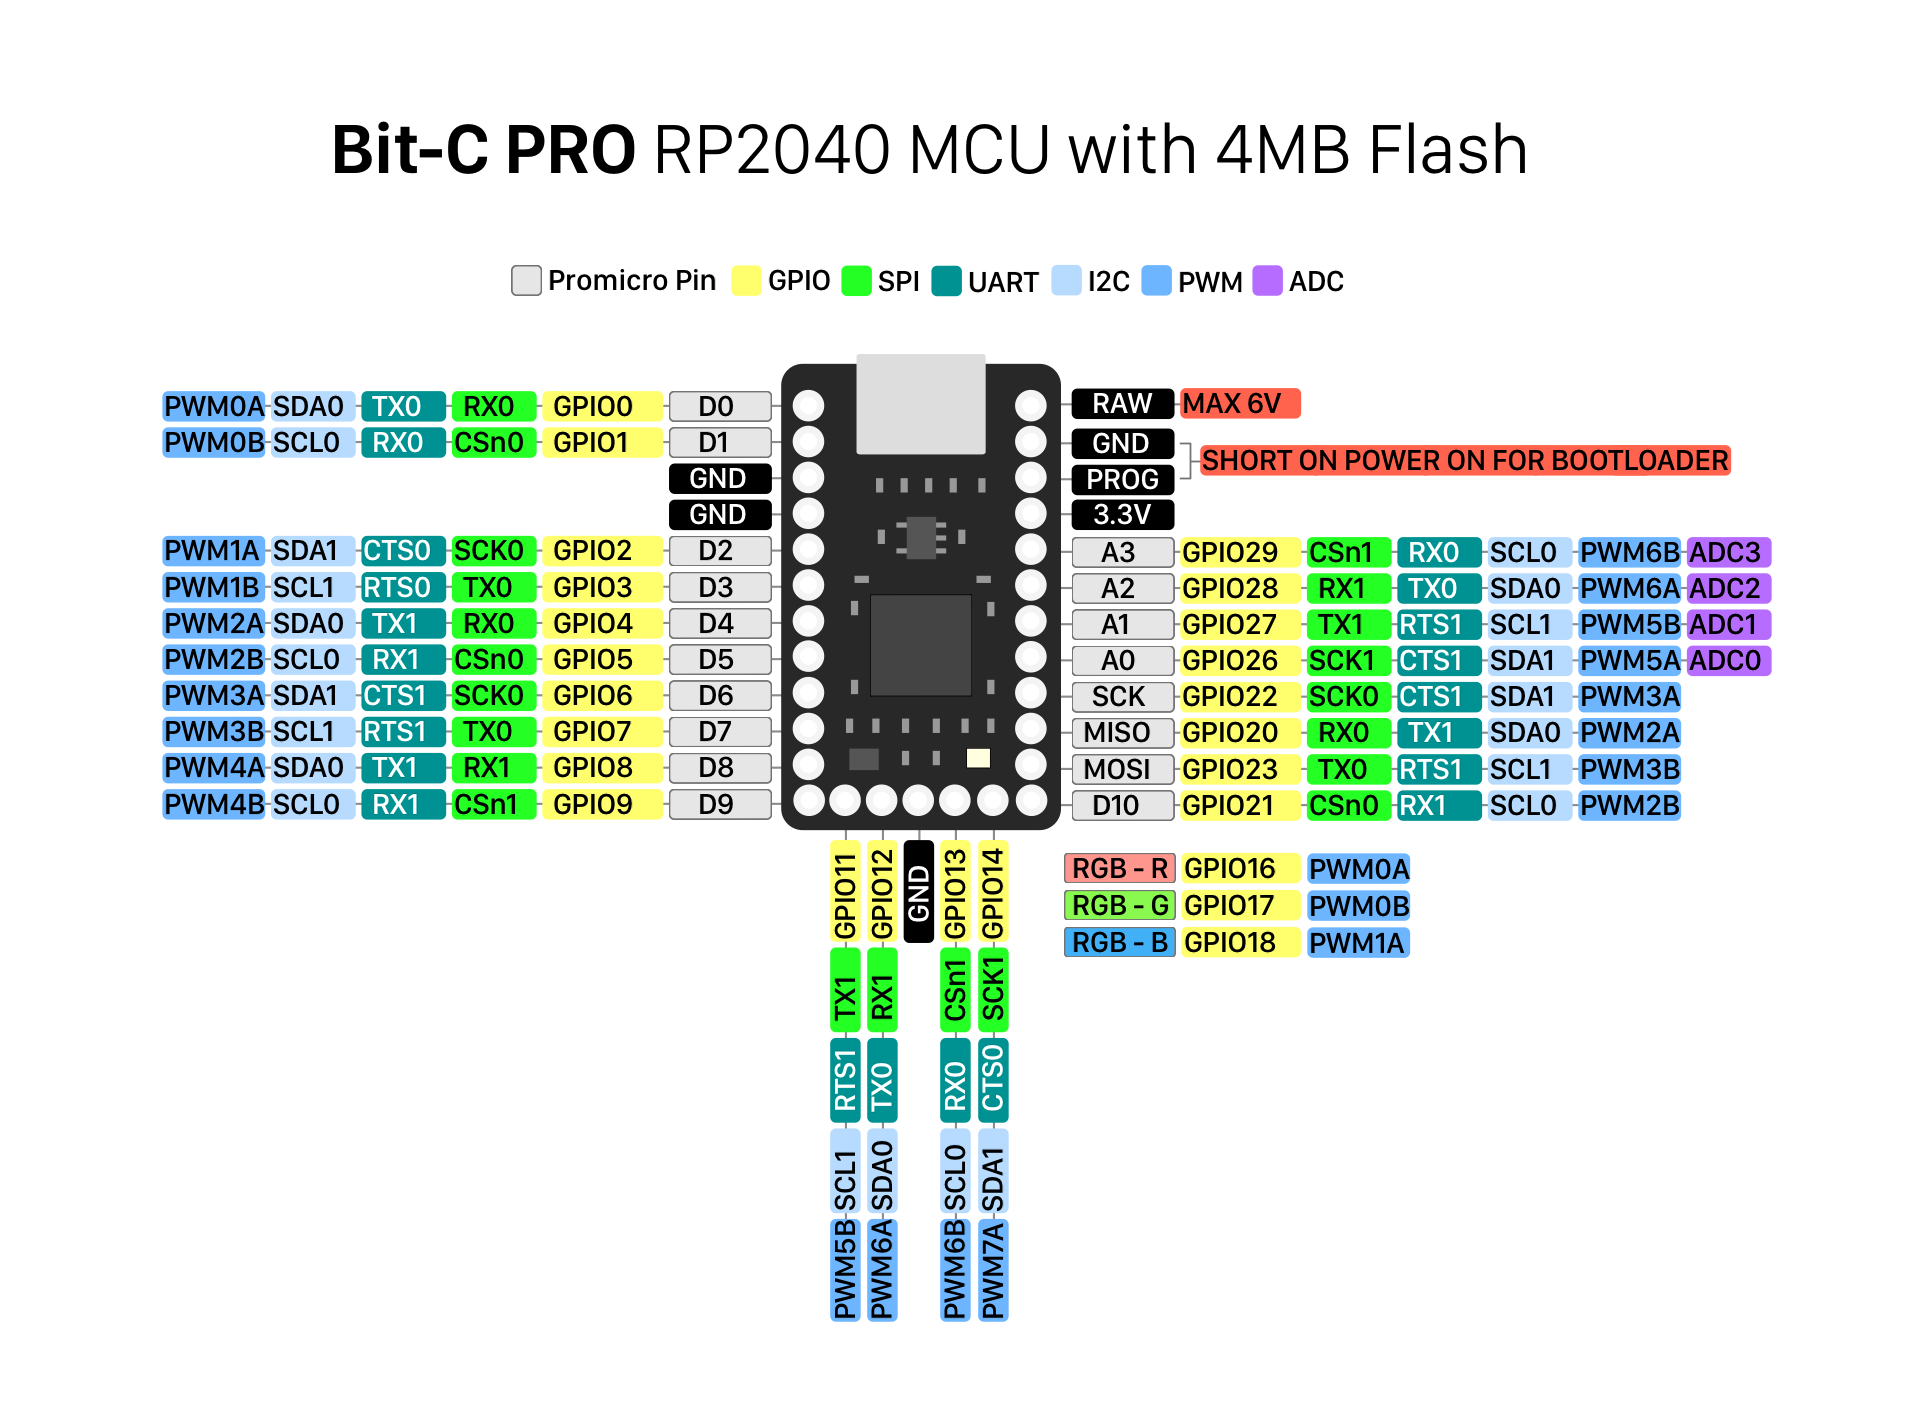 Bit-C PRO RP2040 MCU with 4MB Flash
Promicro Pin GPIO SPI UART I2C PWM ADC
PWM0A SDA0 TX0 RX0 GPIO0 D0 RAW MAX 6V
PWM0B SCL0 RX0 CSn0 GPIO1 D1 GND
SHORT ON POWER ON FOR BOOTLOADER
GND PROG
GND 3.3V
PWM1A SDA1 CTS0 SCK0 GPIO2 D2 A3 GPIO29 CSn1 RX0 SCL0 PWM6B ADC3
PWM1B SCL1 RTS0 TX0 GPIO3 D3 A2 GPIO28 RX1 TX0 SDA0 PWM6A ADC2
PWM2A SDA0 TX1 RX0 GPIO4 D4 A1 GPIO27 TX1 RTS1 SCL1 PWM5B ADC1
PWM2B SCL0 RX1 CSn0 GPIO5 D5 A0 GPIO26 SCK1 CTS1 SDA1 PWM5A ADC0
PWM3A SDA1 CTS1 SCK0 GPIO6 D6 SCK GPIO22 SCK0 CTS1 SDA1 PWM3A
PWM3B SCL1 RTS1 TX0 GPIO7 D7 MISO GPIO20 RX0 TX1 SDA0 PWM2A
PWM4A SDA0 TX1 RX1 GPIO8 D8 MOSI GPIO23 TX0 RTS1 SCL1 PWM3B
PWM4B SCL0 RX1 CSn1 GPIO9 D9 D10 GPIO21 CSn0 RX1 SCL0 PWM2B
RGB - R GPIO16 PWM0A
RGB - G GPIO17 PWM0B
RGB - B GPIO18 PWM1A
PWM5B SCL1 RTS1 TX1 GPIO11
PWM6A SDA0 TX0 RX1 GPIO12
GND
PWM6B SCL0 RX0 CSn1 GPIO13
PWM7A SDA1 CTS0 SCK1 GPIO14